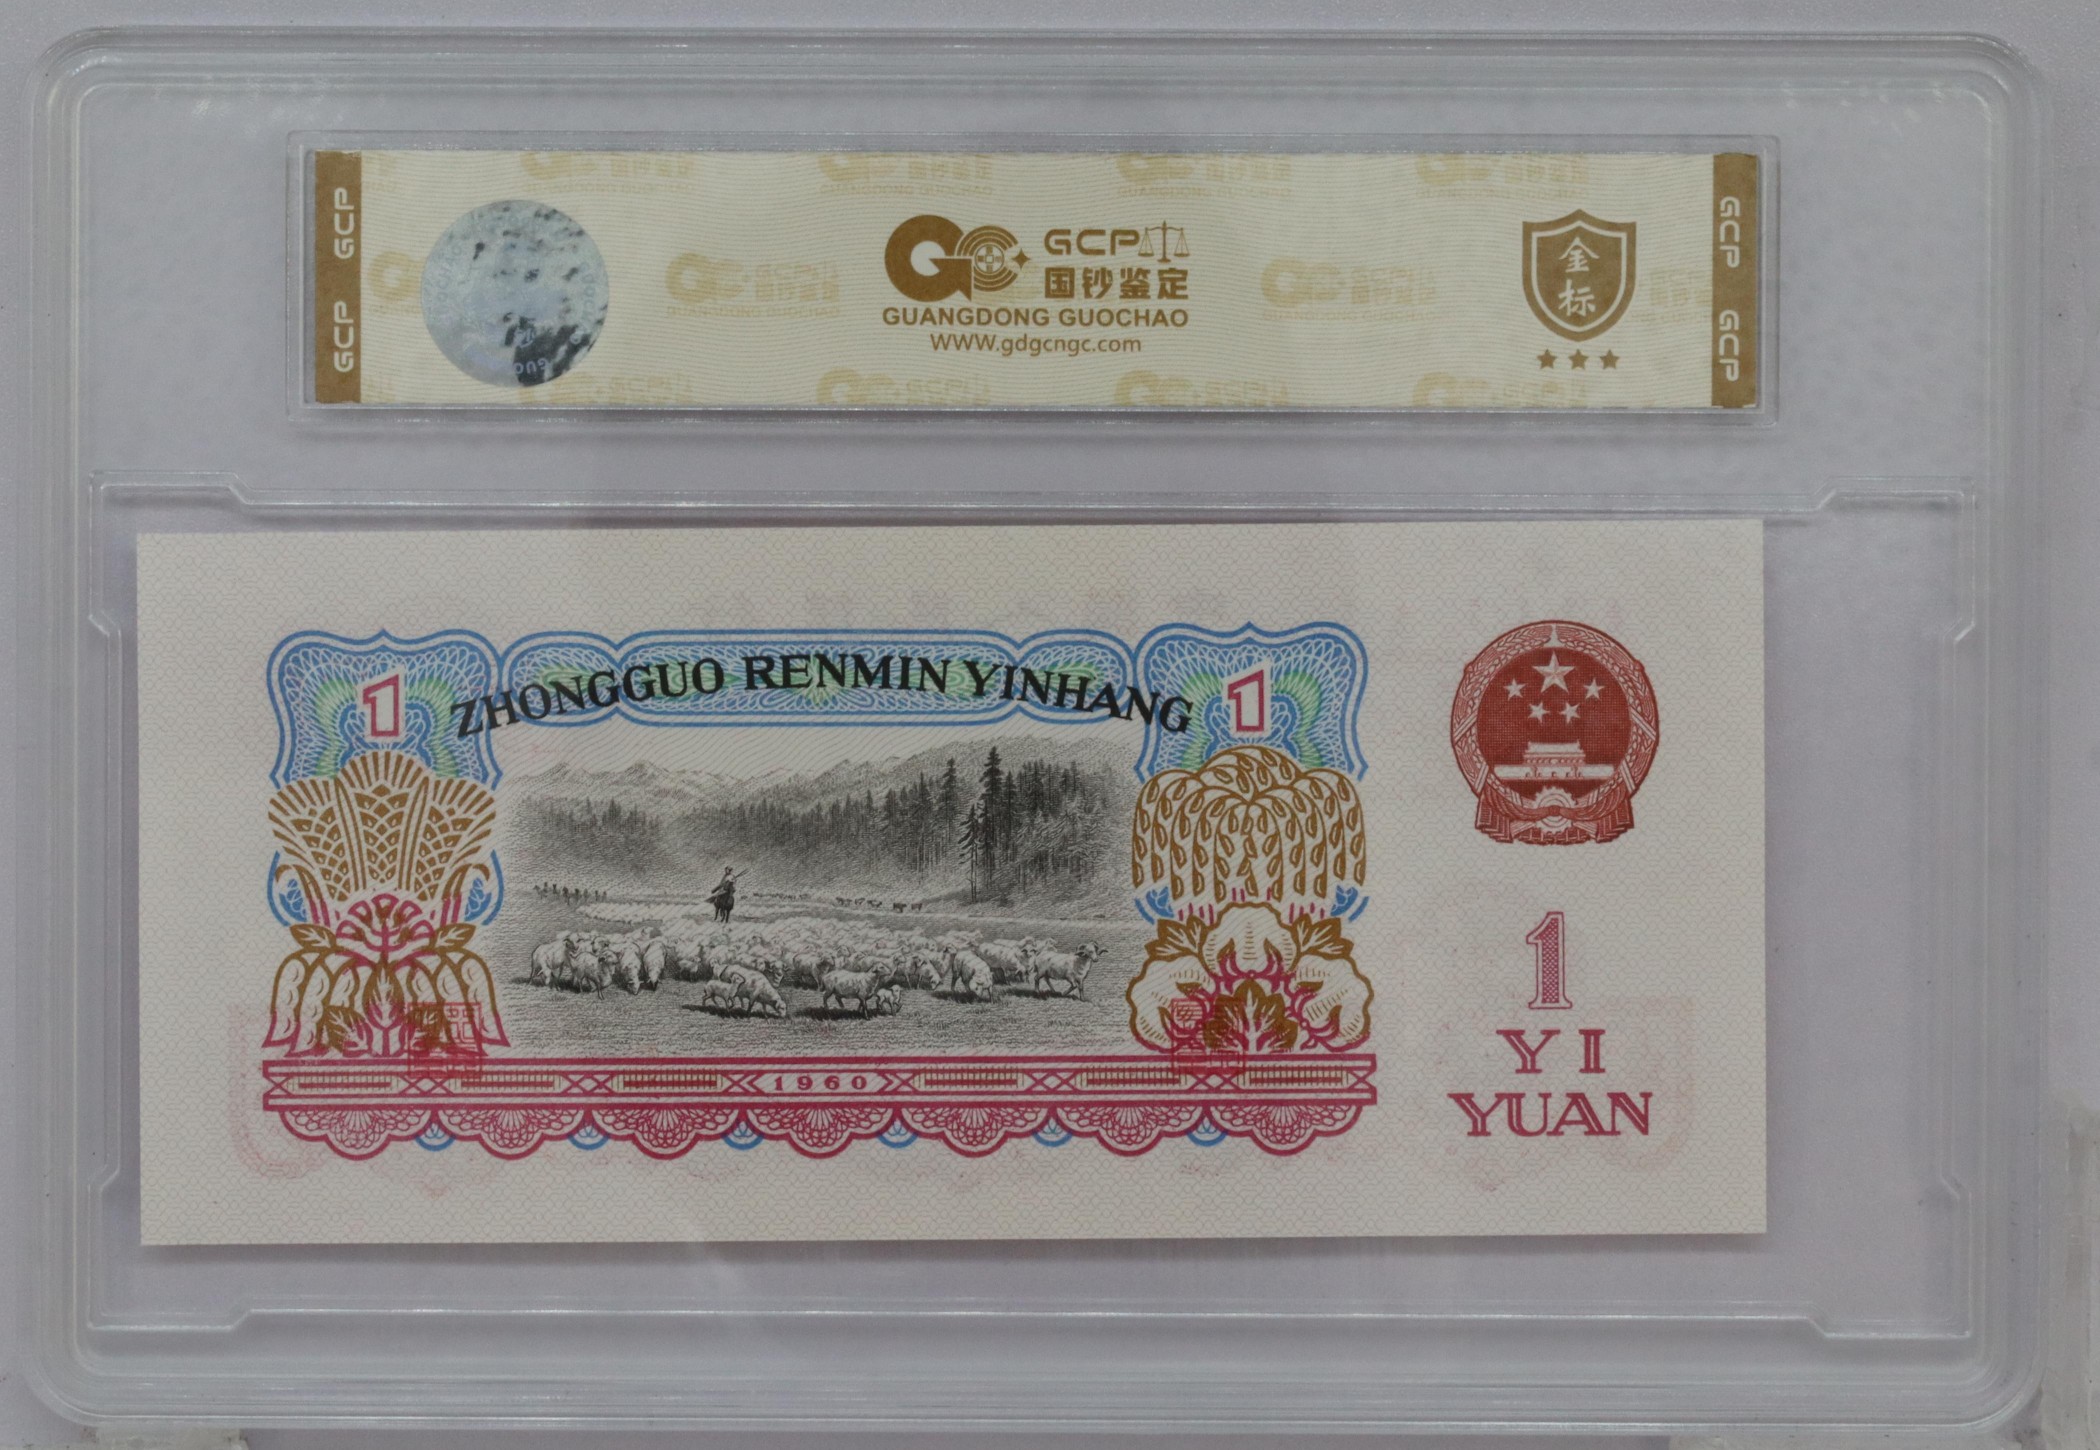 GCP GCP
GCP
国钞鉴定
GUANGDONG GUOCHAO
WWW.gdgcngc.com
金标
GCP GCP
1
ZHONGGUO RENMIN YINHANG
1
1960
1
YI
YUAN